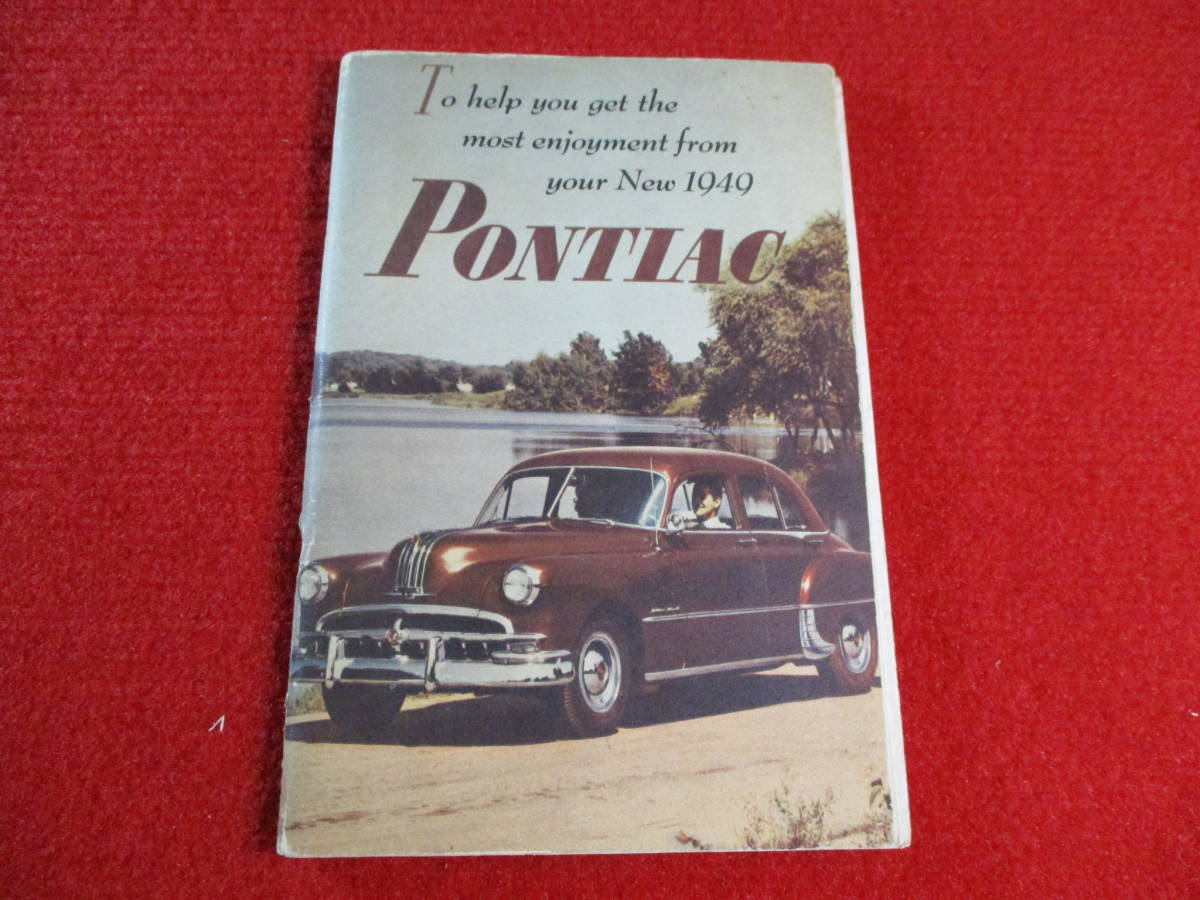 To help you get the
most enjoyment from
your New 1949
PONTIAC